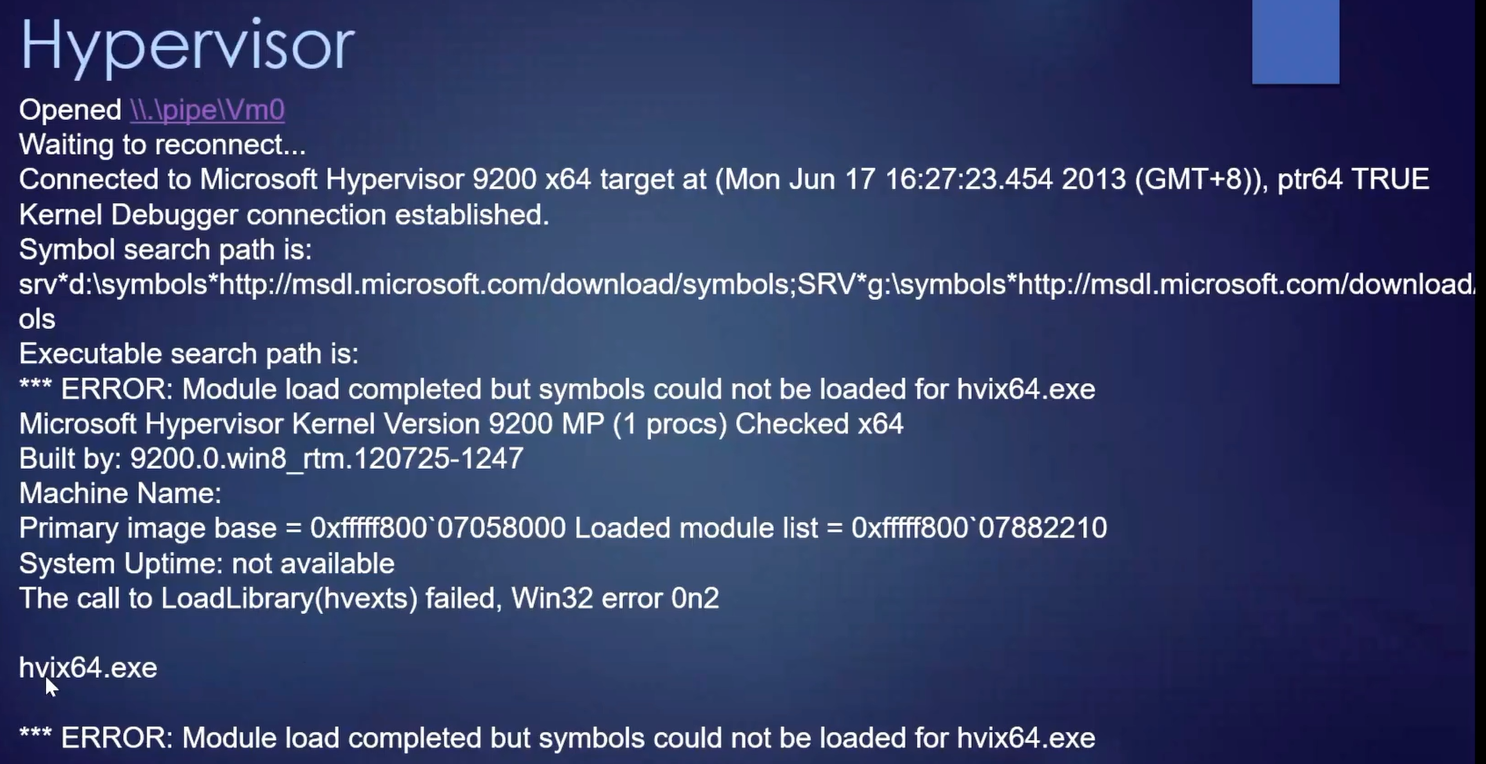 Hypervisor
Opened \\.\pipe\Vm0
Waiting to reconnect...
Connected to Microsoft Hypervisor 9200 x64 target at (Mon Jun 17 16:27:23.454 2013 (GMT+8)), ptr64 TRUE
Kernel Debugger connection established.
Symbol search path is:
srv*d:\symbols*http://msdl.microsoft.com/download/symbols;SRV*g:\symbols*http://msdl.microsoft.com/download/
ols
Executable search path is:
*** ERROR: Module load completed but symbols could not be loaded for hvix64.exe
Microsoft Hypervisor Kernel Version 9200 MP (1 procs) Checked x64
Built by: 9200.0.win8_rtm.120725-1247
Machine Name:
Primary image base = 0xfffff800`07058000 Loaded module list = 0xfffff800`07882210
System Uptime: not available
The call to LoadLibrary(hvexts) failed, Win32 error 0n2
hvix64.exe
*** ERROR: Module load completed but symbols could not be loaded for hvix64.exe